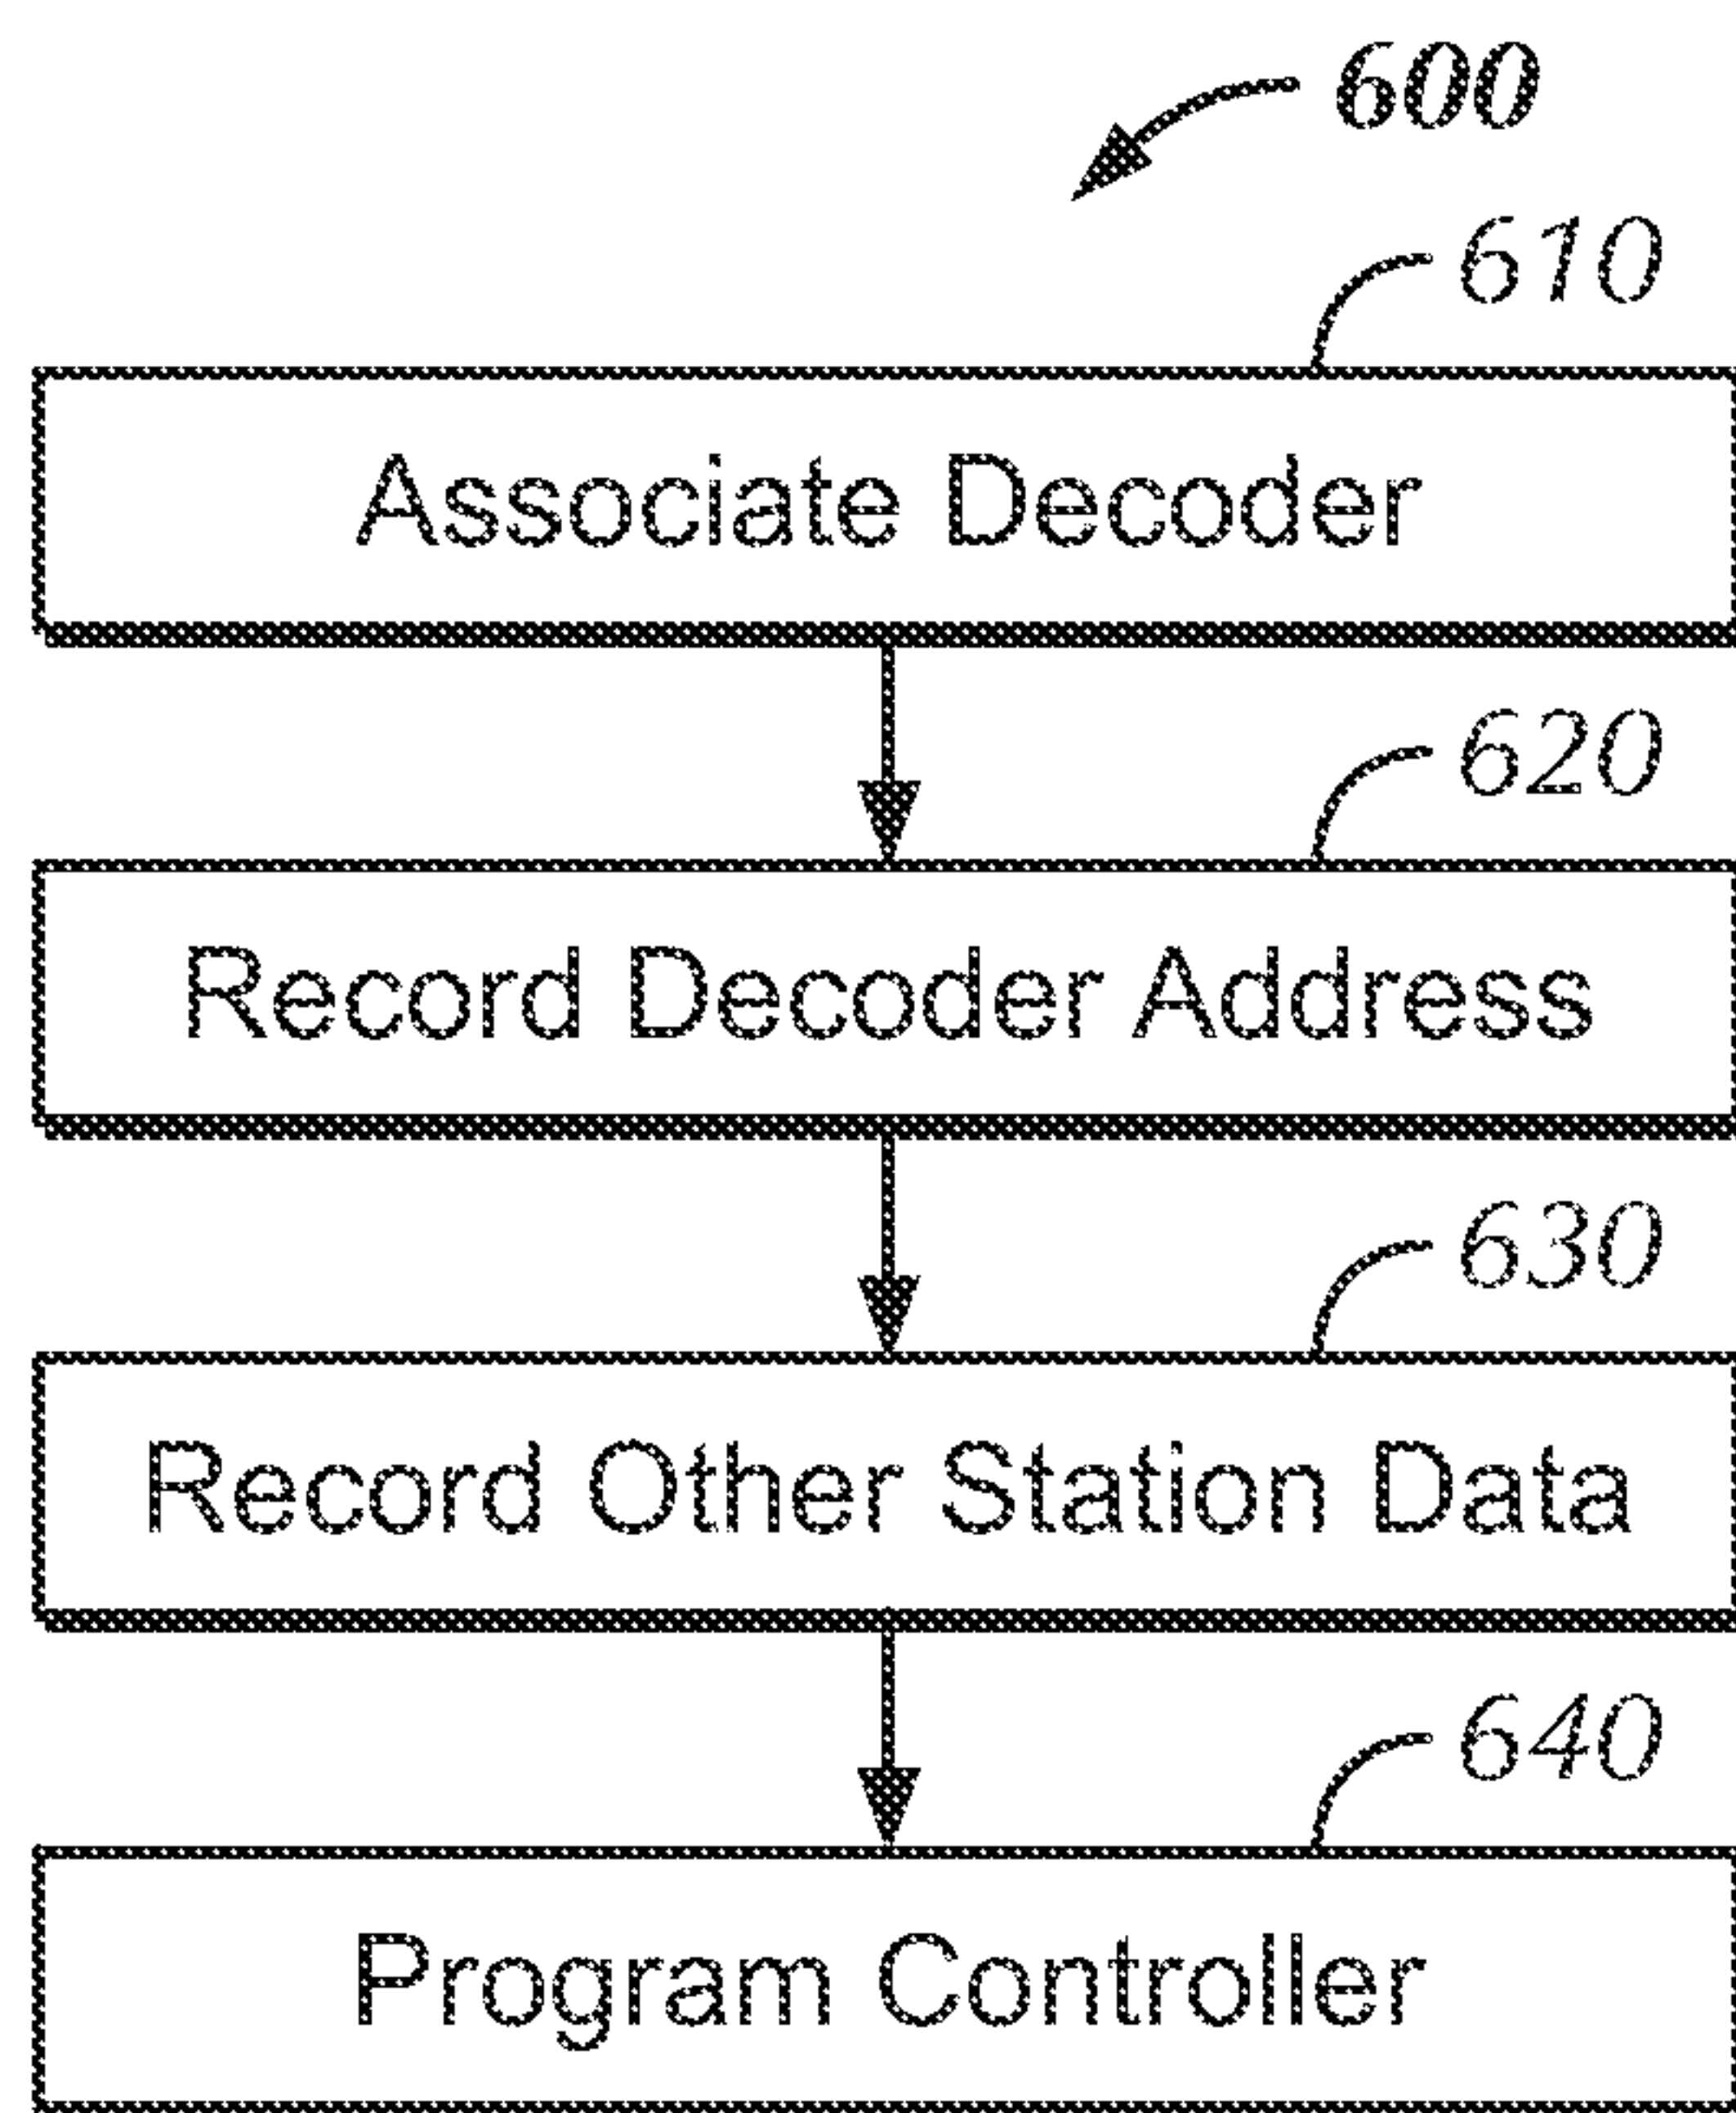 600
610
Associate Decoder
620
Record Decoder Address
630
Record Other Station Data
640
Program Controller